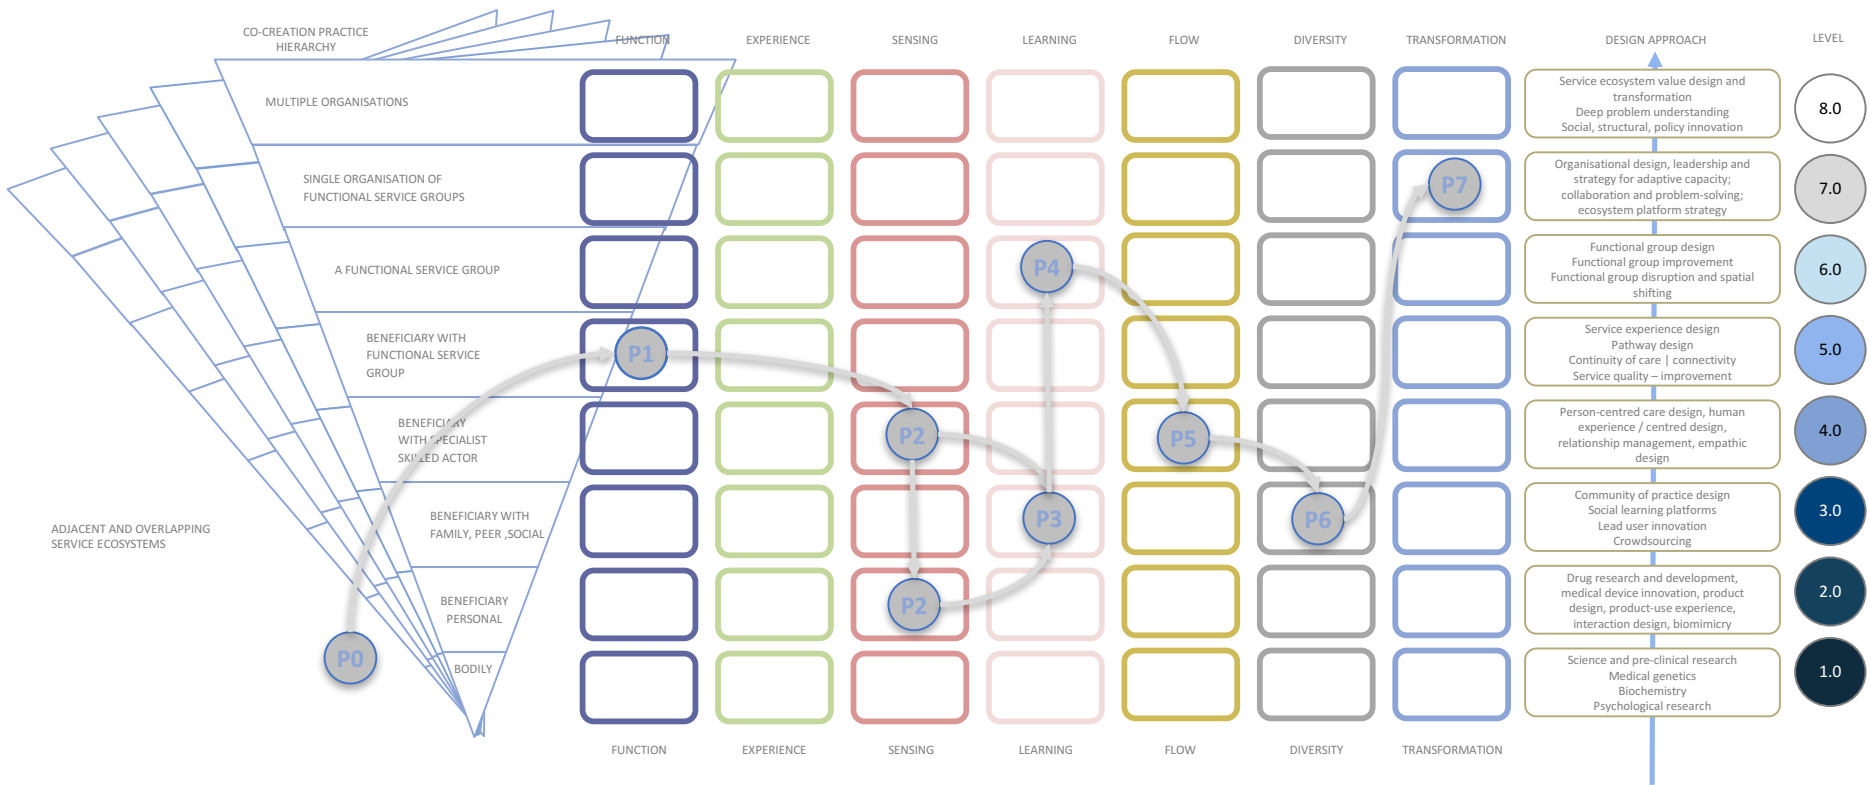 CO-CREATION PRACTICE
HIERARCHY
FUNCTION
EXPERIENCE
SENSING
LEARNING
FLOW
DIVERSITY
TRANSFORMATION
DESIGN APPROACH
LEVEL
MULTIPLE ORGANISATIONS
Service ecosystem value design and
transformation
Deep problem understanding
Social, structural, policy innovation
8.0
SINGLE ORGANISATION OF
FUNCTIONAL SERVICE GROUPS
P7
Organisational design, leadership and
strategy for adaptive capacity;
collaboration and problem-solving;
ecosystem platform strategy
7.0
A FUNCTIONAL SERVICE GROUP
P4
Functional group design
Functional group improvement
Functional group disruption and spatial
shifting
6.0
BENEFICIARY WITH
FUNCTIONAL SERVICE
GROUP
P1
Service experience design
Pathway design
Continuity of care | connectivity
Service quality – improvement
5.0
BENEFICIARY
WITH SPECIALIST
SKILLED ACTOR
P2
P5
Person-centred care design, human
experience / centred design,
relationship management, empathic
design
4.0
BENEFICIARY WITH
FAMILY, PEER ,SOCIAL
P3
P6
Community of practice design
Social learning platforms
Lead user innovation
Crowdsourcing
3.0
ADJACENT AND OVERLAPPING
SERVICE ECOSYSTEMS
BENEFICIARY
PERSONAL
P2
Drug research and development,
medical device innovation, product
design, product-use experience,
interaction design, biomimicry
2.0
P0
BODILY
Science and pre-clinical research
Medical genetics
Biochemistry
Psychological research
1.0
FUNCTION
EXPERIENCE
SENSING
LEARNING
FLOW
DIVERSITY
TRANSFORMATION